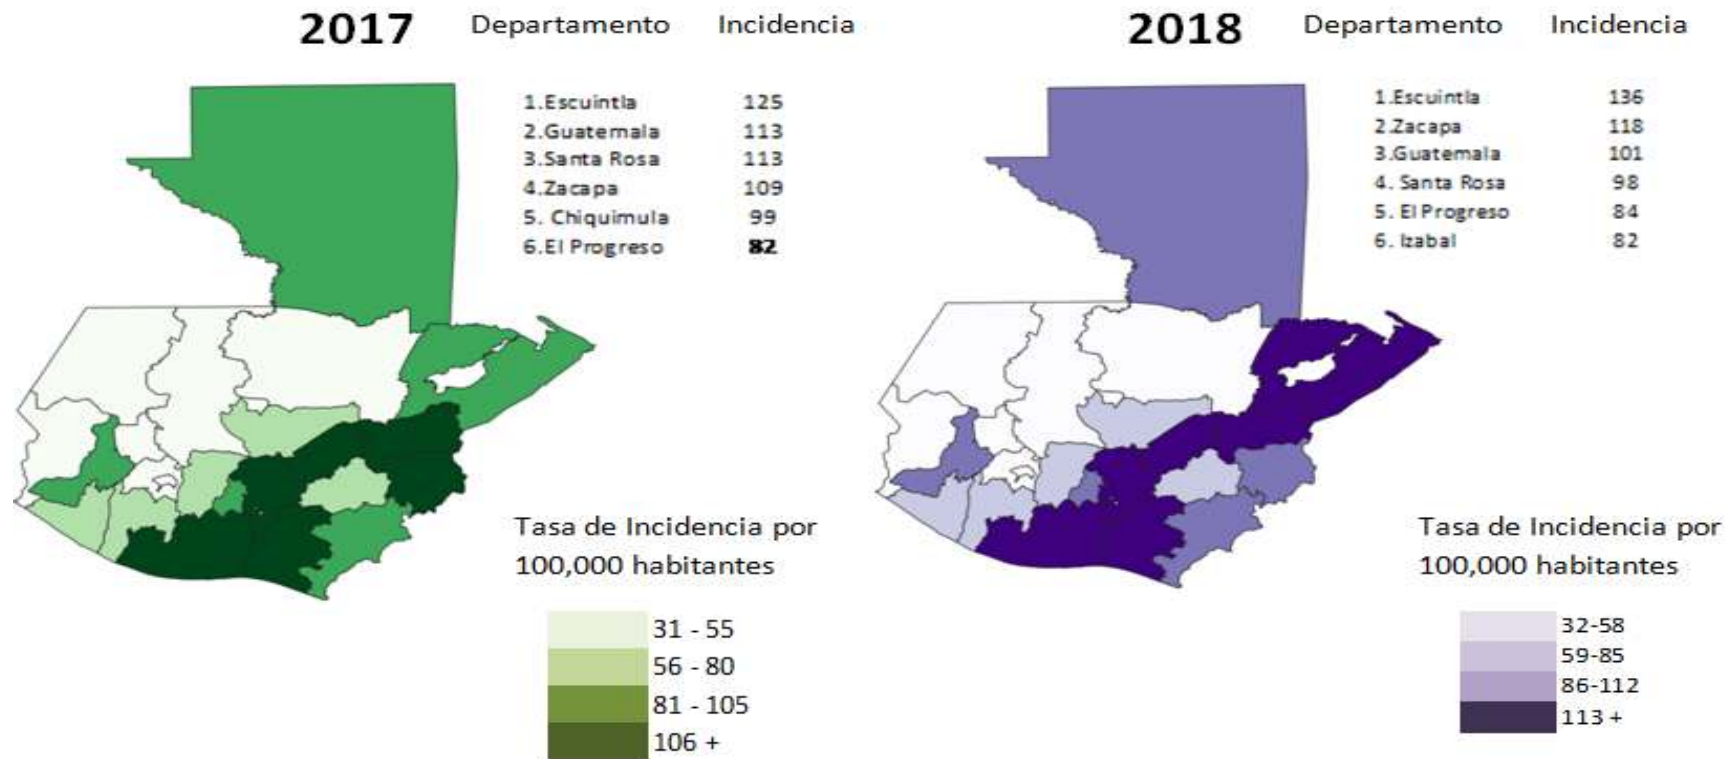 2017 Departamento Incidencia
1.Escuintla 125
2.Guatemala 113
3.Santa Rosa 113
4.Zacapa 109
5. Chiquimula 99
6.El Progreso 82
Tasa de Incidencia por
100,000 habitantes
31 - 55
56 - 80
81 - 105
106 +
2018 Departamento Incidencia
1.Escuintla 136
2.Zacapa 118
3.Guatemala 101
4. Santa Rosa 98
5. El Progreso 84
6. Izabal 82
Tasa de Incidencia por
100,000 habitantes
32-58
59-85
86-112
113 +